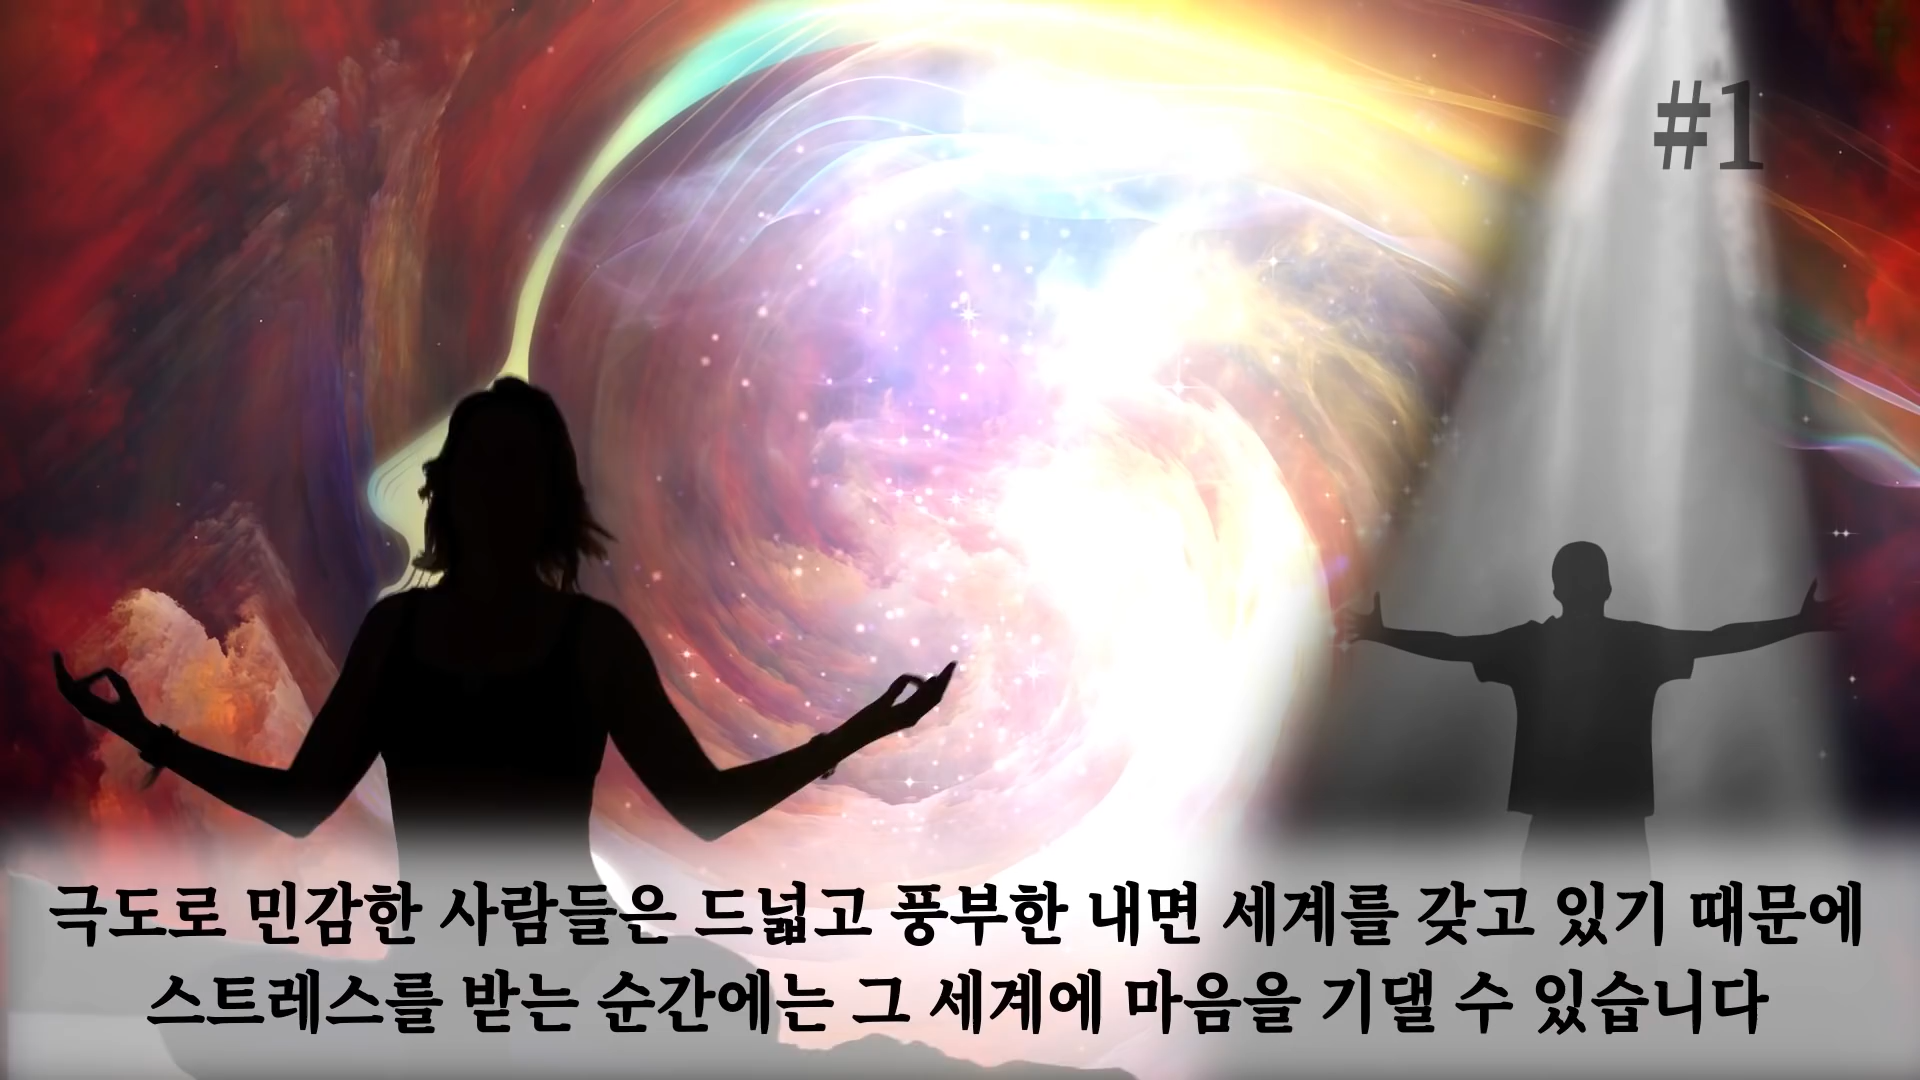 #1
극도로 민감한 사람들은 드넓고 풍부한 내면 세계를 갖고 있기 때문에
스트레스를 받는 순간에는 그 세계에 마음을 기댈 수 있습니다